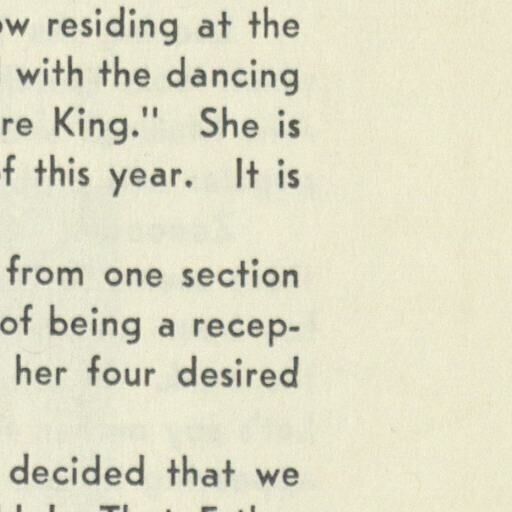 ow residing at the
with the dancing
re King." She is
of this year. It is
from one section
of being a recep-
her four desired
decided that we